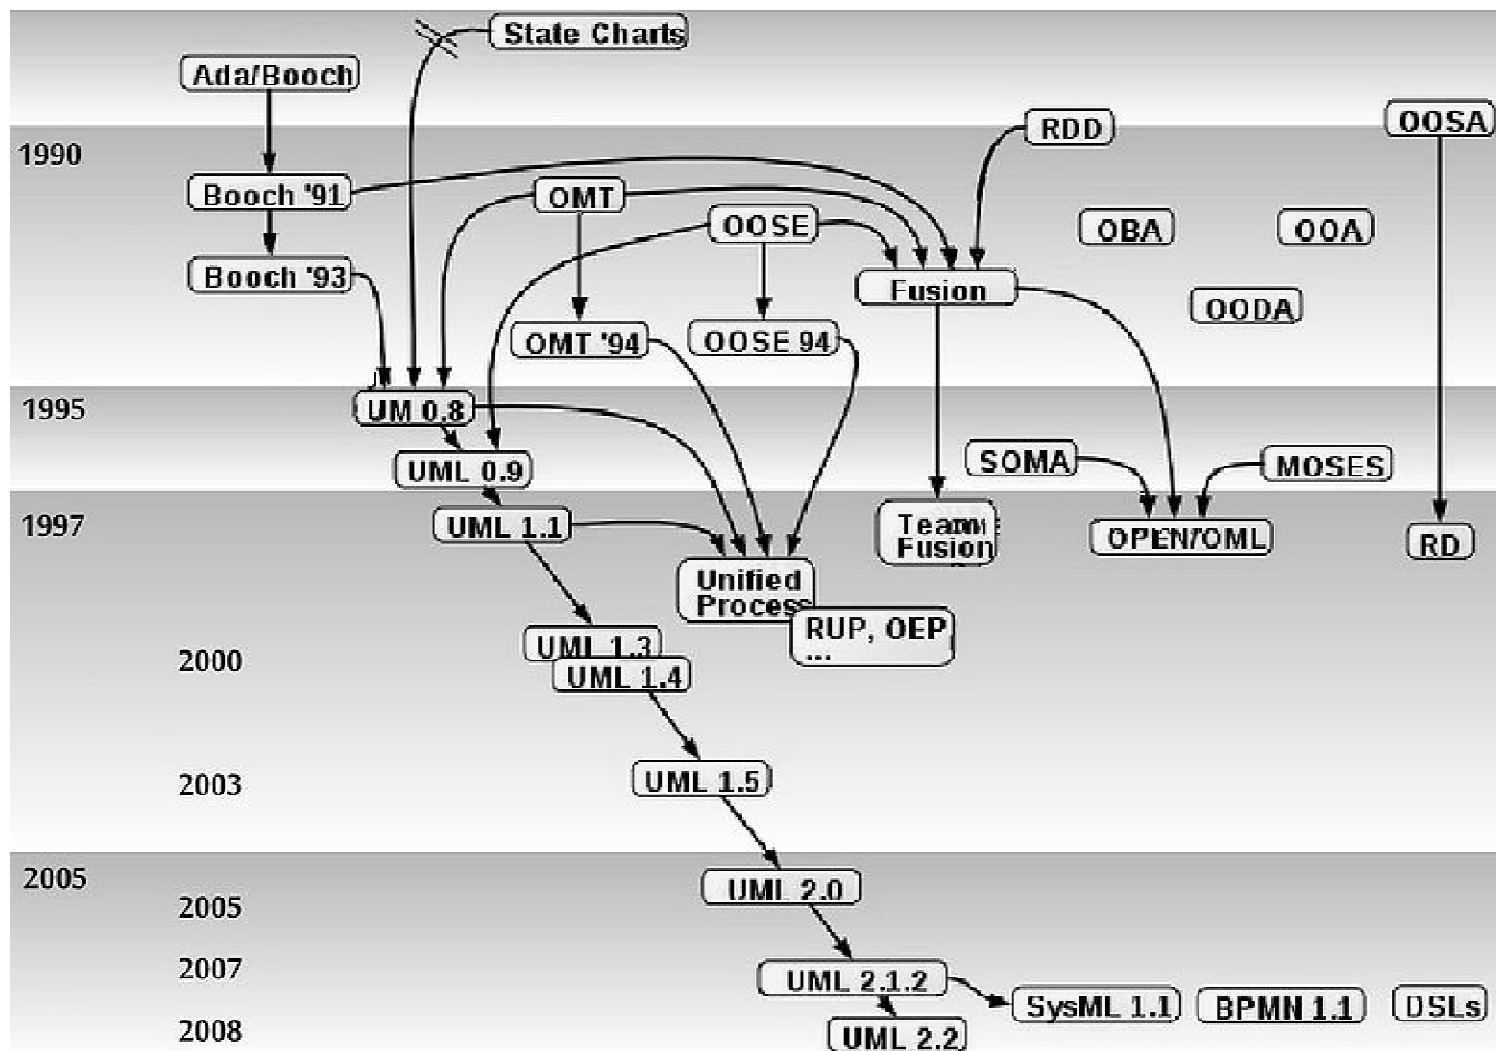 State Charts
Ada/Booch
RDD
OOSA
1990
Booch '91
OMT
OOSE
OBA
OOA
Booch '93
Fusion
OODA
OMT '94
OOSE 94
1995
UM 0.8
UML 0.9
SOMA
MOSES
1997
UML 1.1
Team
Fusion
OPEN/OML
RD
Unified
Process
RUP, OEP
...
UML 1.3
2000
UML 1.4
2003
UML 1.5
2005
UML 2.0
2005
2007
UML 2.1.2
SysML 1.1
BPMN 1.1
DSLs
2008
UML 2.2